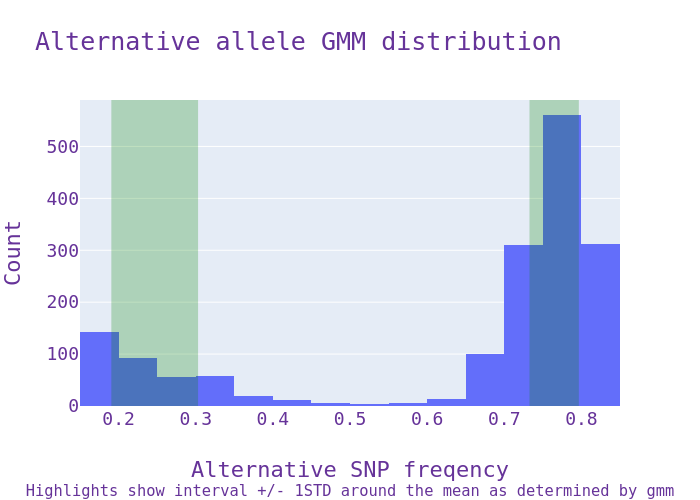 Alternative allele GMM distribution
Count
500
400
300
200
100
0
0.2 0.3 0.4 0.5 0.6 0.7 0.8
Alternative SNP freqency
Highlights show interval +/- 1STD around the mean as determined by gmm